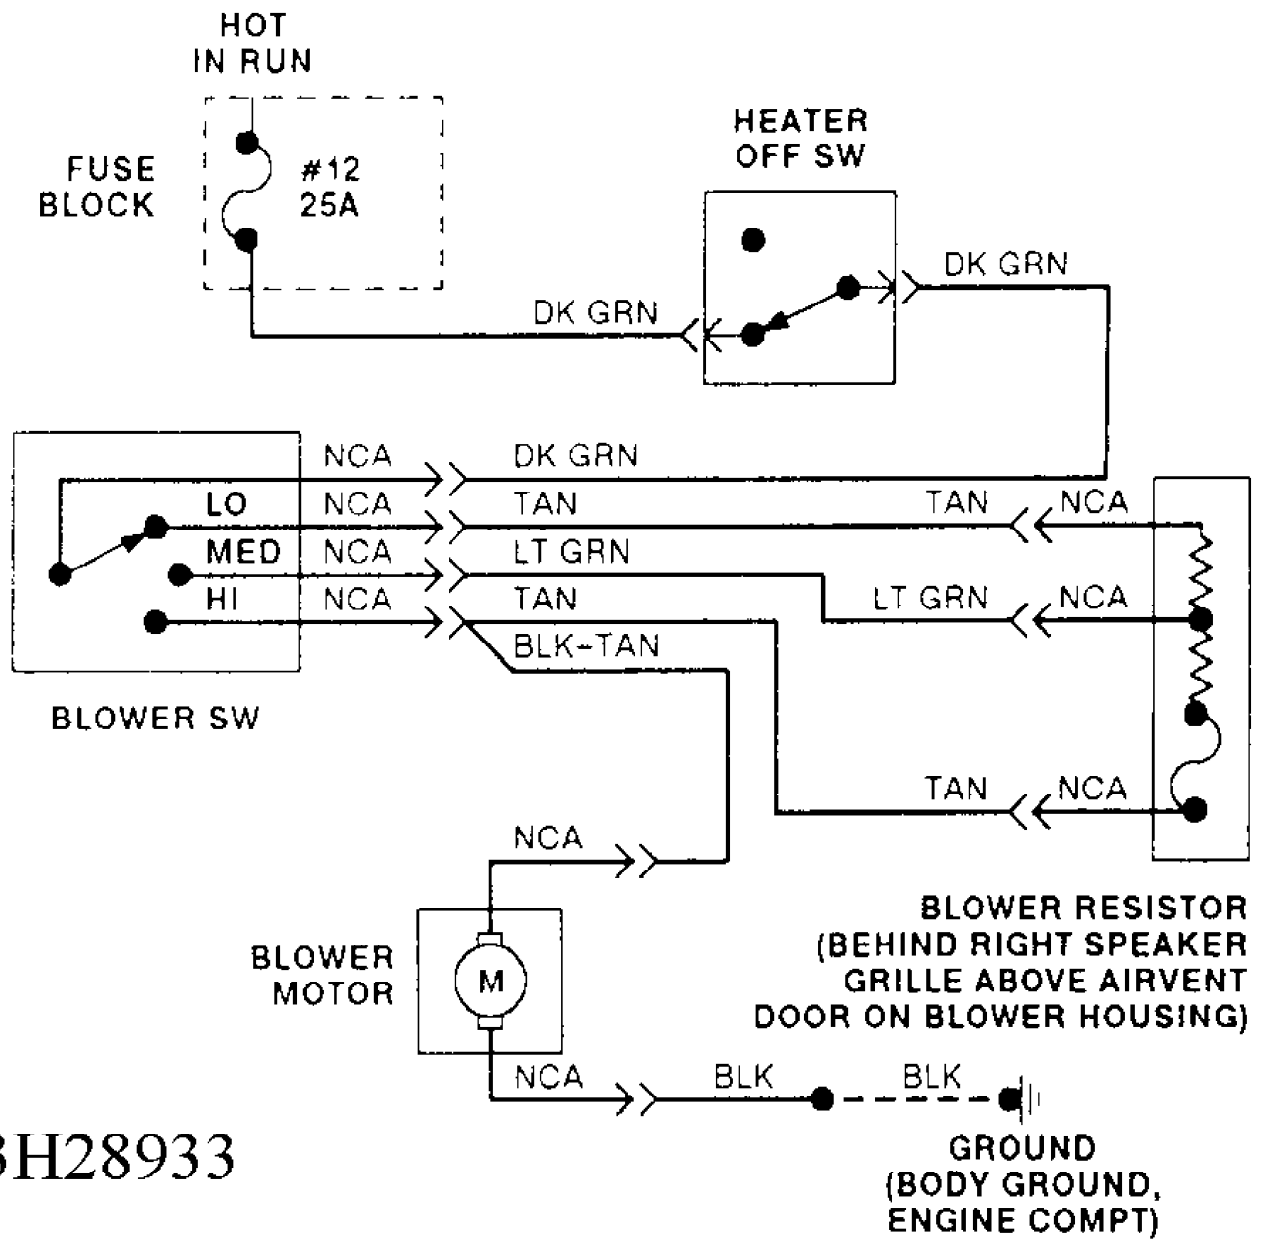 HOT
IN RUN
FUSE
BLOCK
#12
25A
HEATER
OFF SW
DK GRN
DK GRN
NCA
DK GRN
LO
NCA
TAN
TAN
NCA
MED
NCA
LT GRN
HI
NCA
TAN
LT GRN
NCA
BLK-TAN
BLOWER SW
TAN
NCA
NCA
BLOWER
MOTOR
M
BLOWER RESISTOR
(BEHIND RIGHT SPEAKER
GRILLE ABOVE AIRVENT
DOOR ON BLOWER HOUSING)
NCA
BLK
BLK
GROUND
(BODY GROUND,
ENGINE COMPT)
H28933